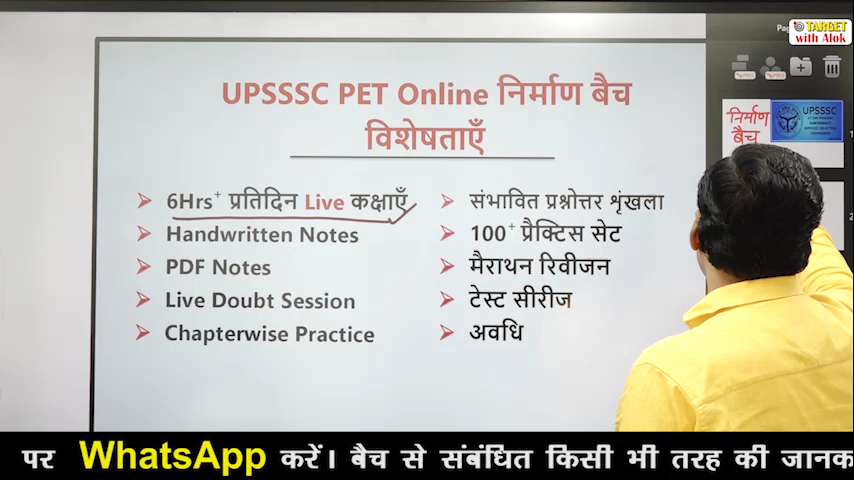 UPSSSC PET Online निर्माण बैच
विशेषताएँ
6Hrs+ प्रतिदिन Live कक्षाएँ
Handwritten Notes
PDF Notes
Live Doubt Session
Chapterwise Practice
संभावित प्रश्नोत्तर शृंखला
100+ प्रैक्टिस सेट
मैराथन रिवीजन
टेस्ट सीरीज
अवधि
TARGET
with Alok
निर्माण
बैच
UPSSSC
पर WhatsApp करें। बैच से संबंधित किसी भी तरह की जानक